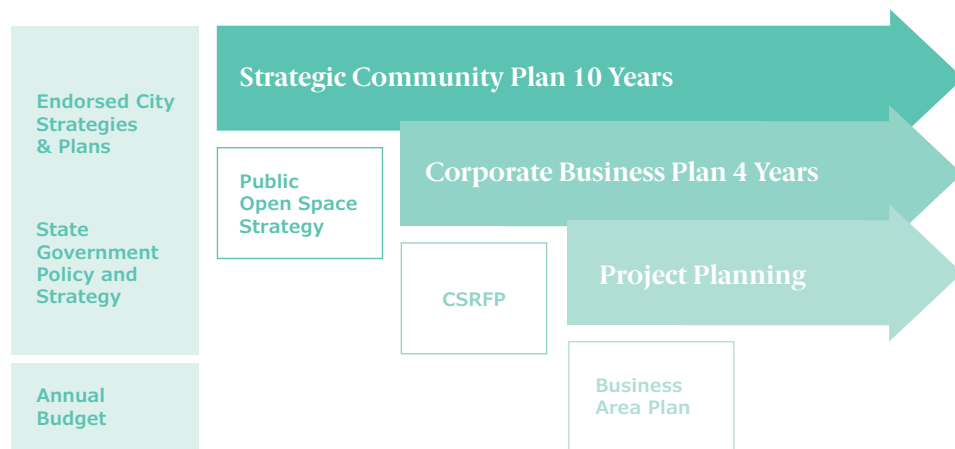 Strategic Community Plan 10 Years
Endorsed City
Strategies
& Plans
Corporate Business Plan 4 Years
Public
Open Space
Strategy
State
Government
Policy and
Strategy
Project Planning
CSRFP
Annual
Budget
Business
Area Plan